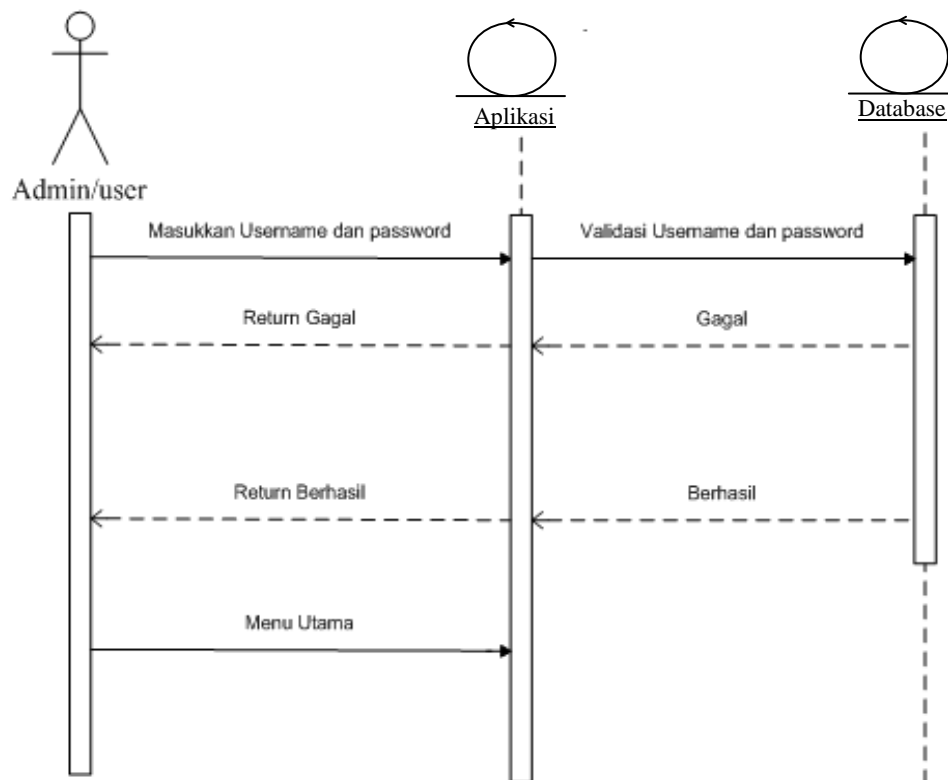 Aplikasi
Database
Admin/user
Masukkan Username dan password
Validasi Username dan password
Return Gagal
Gagal
Return Berhasil
Berhasil
Menu Utama